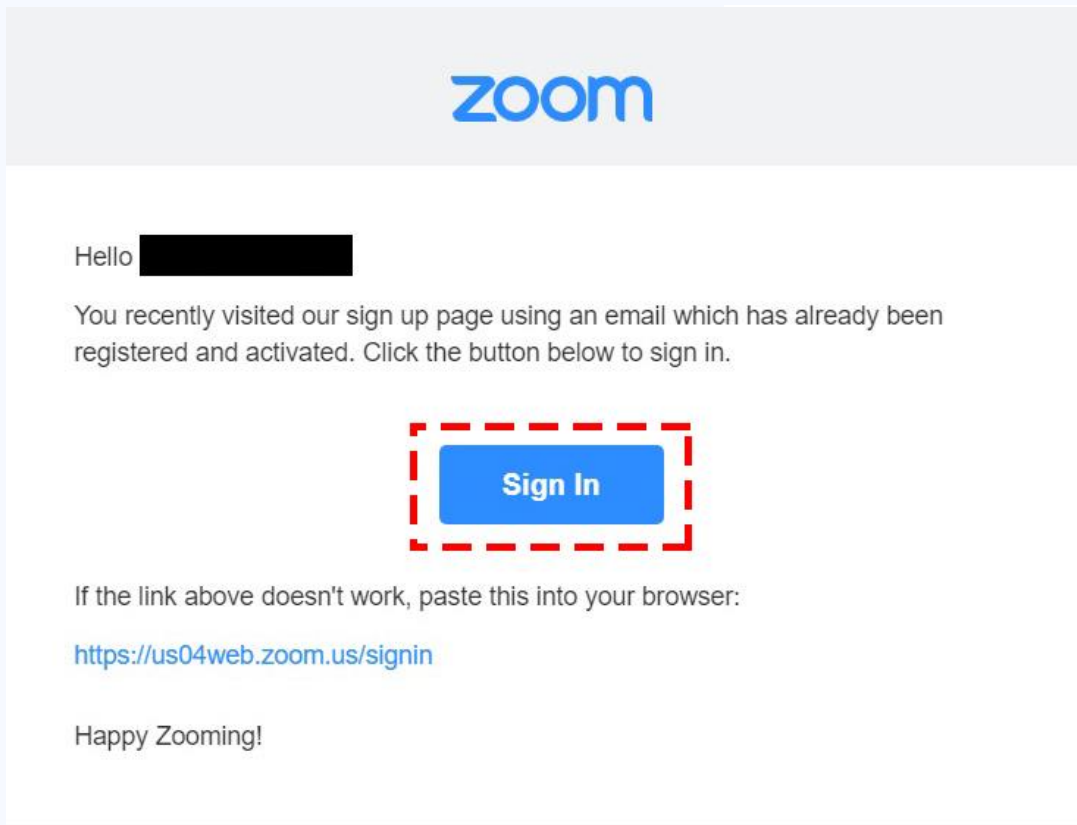 zoom
Hello
You recently visited our sign up page using an email which has already been
registered and activated. Click the button below to sign in.
Sign In
If the link above doesn't work, paste this into your browser:
https://us04web.zoom.us/signin
Happy Zooming!